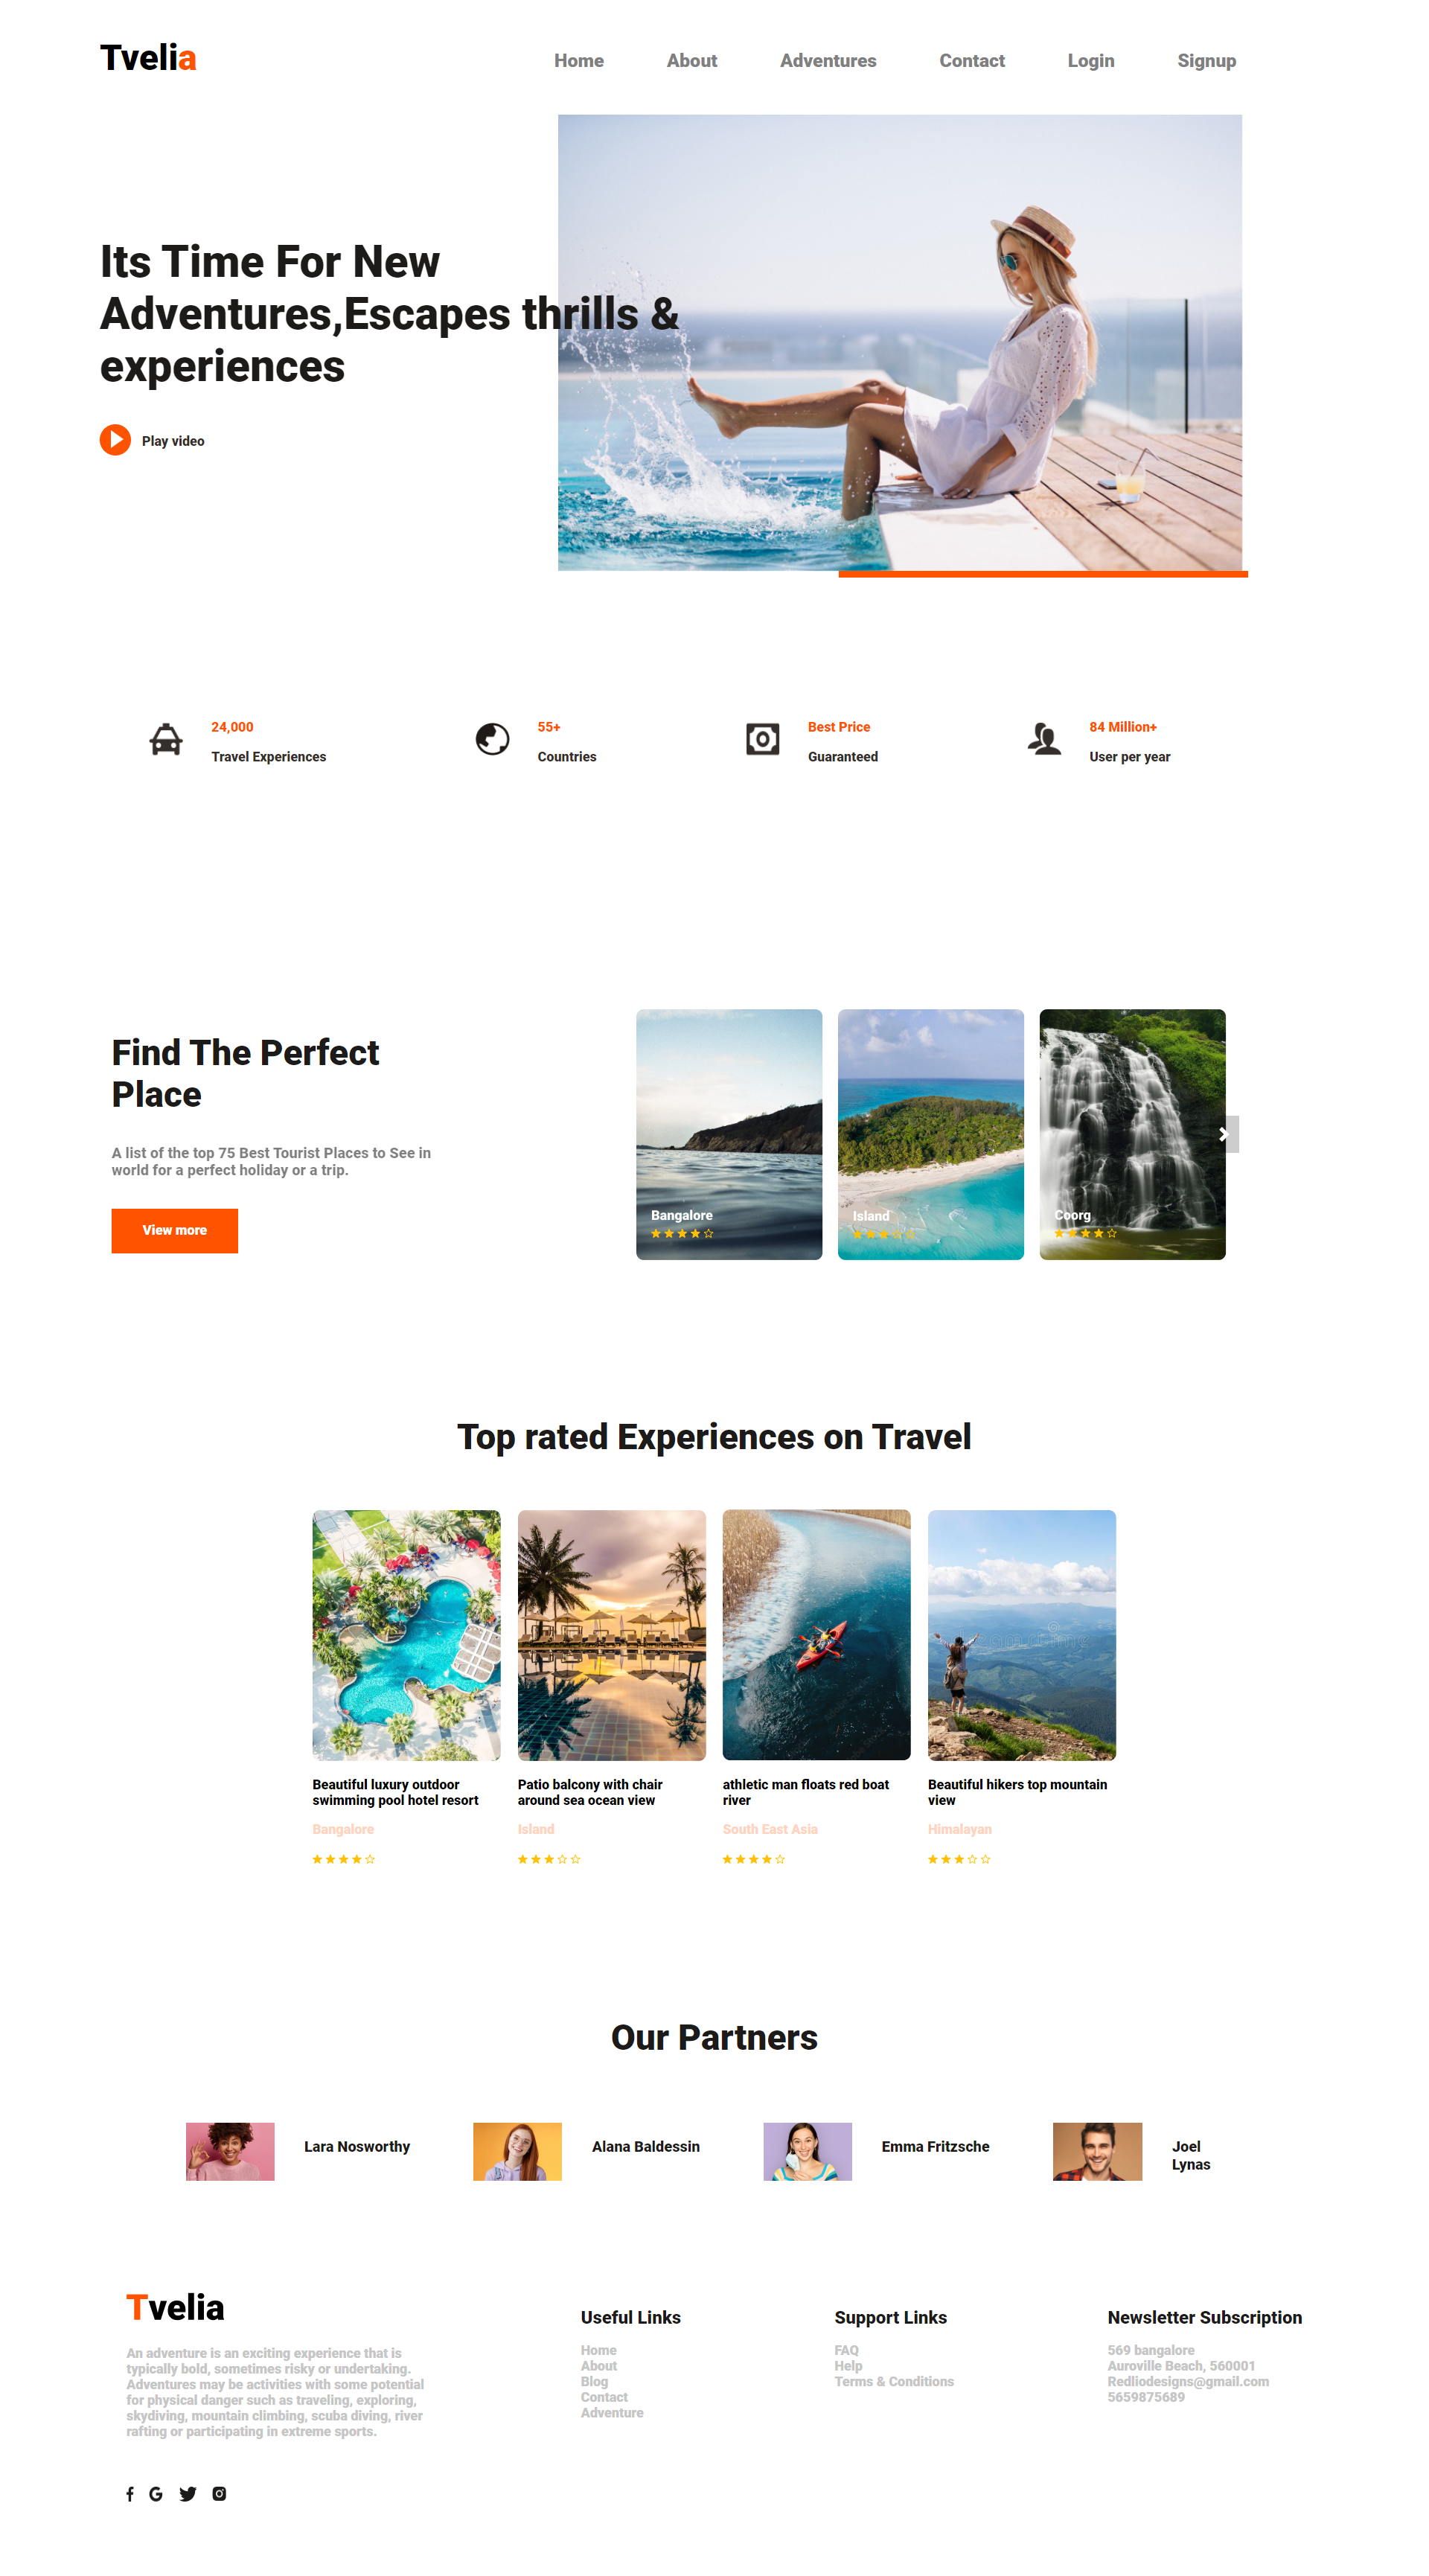 Tvelia
Home About Adventures Contact Login Signup
Its Time For New
Adventures,Escapes thrills &
experiences
Play video
24,000
Travel Experiences
55+
Countries
Best Price
Guaranteed
84 Million+
User per year
Find The Perfect
Place
A list of the top 75 Best Tourist Places to See in
world for a perfect holiday or a trip.
View more
Bangalore
Island
Coorg
Top rated Experiences on Travel
Beautiful luxury outdoor
swimming pool hotel resort
Bangalore
Patio balcony with chair
around sea ocean view
Island
athletic man floats red boat
river
South East Asia
Beautiful hikers top mountain
view
Himalayan
Our Partners
Lara Nosworthy
Alana Baldessin
Emma Fritzsche
Joel
Lynas
Tvelia
An adventure is an exciting experience that is
typically bold, sometimes risky or undertaking.
Adventures may be activities with some potential
for physical danger such as traveling, exploring,
skydiving, mountain climbing, scuba diving, river
rafting or participating in extreme sports.
Useful Links
Home
About
Blog
Contact
Adventure
Support Links
FAQ
Help
Terms & Conditions
Newsletter Subscription
569 bangalore
Auroville Beach, 560001
Redliodesigns@gmail.com
5659875689